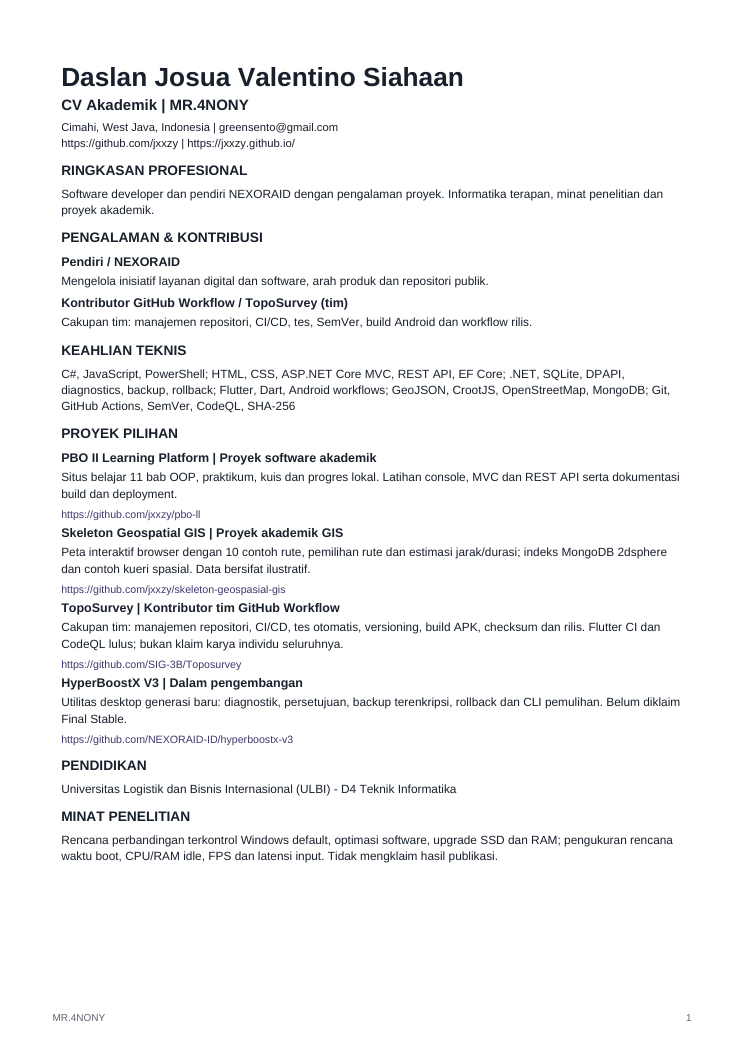 Daslan Josua Valentino Siahaan
CV Akademik | MR.4NONY
Cimahi, West Java, Indonesia | greensento@gmail.com
https://github.com/jxxzy | https://jxxzy.github.io/
RINGKASAN PROFESIONAL
Software developer dan pendiri NEXORAID dengan pengalaman proyek. Informatika terapan, minat penelitian dan
proyek akademik.
PENGALAMAN & KONTRIBUSI
Pendiri / NEXORAID
Mengelola inisiatif layanan digital dan software, arah produk dan repositori publik.
Kontributor GitHub Workflow / TopoSurvey (tim)
Cakupan tim: manajemen repositori, CI/CD, tes, SemVer, build Android dan workflow rilis.
KEAHLIAN TEKNIS
C#, JavaScript, PowerShell; HTML, CSS, ASP.NET Core MVC, REST API, EF Core; .NET, SQLite, DPAPI,
diagnostics, backup, rollback; Flutter, Dart, Android workflows; GeoJSON, CrootJS, OpenStreetMap, MongoDB; Git,
GitHub Actions, SemVer, CodeQL, SHA-256
PROYEK PILIHAN
PBO II Learning Platform | Proyek software akademik
Situs belajar 11 bab OOP, praktikum, kuis dan progres lokal. Latihan console, MVC dan REST API serta dokumentasi
build dan deployment.
https://github.com/jxxzy/pbo-ll
Skeleton Geospatial GIS | Proyek akademik GIS
Peta interaktif browser dengan 10 contoh rute, pemilihan rute dan estimasi jarak/durasi; indeks MongoDB 2dsphere
dan contoh kueri spasial. Data bersifat ilustratif.
https://github.com/jxxzy/skeleton-geospasial-gis
TopoSurvey | Kontributor tim GitHub Workflow
Cakupan tim: manajemen repositori, CI/CD, tes otomatis, versioning, build APK, checksum dan rilis. Flutter CI dan
CodeQL lulus; bukan klaim karya individu seluruhnya.
https://github.com/SIG-3B/Toposurvey
HyperBoostX V3 | Dalam pengembangan
Utilitas desktop generasi baru: diagnostik, persetujuan, backup terenkripsi, rollback dan CLI pemulihan. Belum diklaim
Final Stable.
https://github.com/NEXORAID-ID/hyperboostx-v3
PENDIDIKAN
Universitas Logistik dan Bisnis Internasional (ULBI) - D4 Teknik Informatika
MINAT PENELITIAN
Rencana perbandingan terkontrol Windows default, optimasi software, upgrade SSD dan RAM; pengukuran rencana
waktu boot, CPU/RAM idle, FPS dan latensi input. Tidak mengklaim hasil publikasi.
MR.4NONY
1